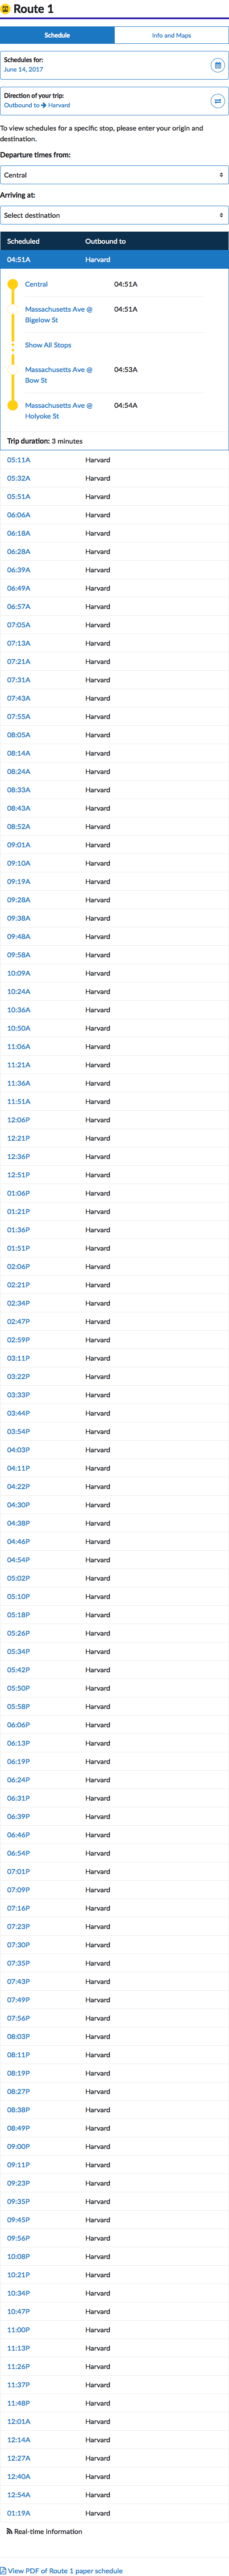 Route 1
Schedule Info and Maps
Schedules for:
June 14, 2017
Direction of your trip:
Outbound to → Harvard
To view schedules for a specific stop, please enter your origin and
destination.
Departure times from:
Central
Arriving at:
Select destination
Scheduled Outbound to
04:51A Harvard
Central 04:51A
Massachusetts Ave @ 04:51A
Bigelow St
Show All Stops
Massachusetts Ave @ 04:53A
Bow St
Massachusetts Ave @ 04:54A
Holyoke St
Trip duration: 3 minutes
05:11A Harvard
05:32A Harvard
05:51A Harvard
06:06A Harvard
06:18A Harvard
06:28A Harvard
06:39A Harvard
06:49A Harvard
06:57A Harvard
07:05A Harvard
07:13A Harvard
07:21A Harvard
07:31A Harvard
07:43A Harvard
07:55A Harvard
08:05A Harvard
08:14A Harvard
08:24A Harvard
08:33A Harvard
08:43A Harvard
08:52A Harvard
09:01A Harvard
09:10A Harvard
09:19A Harvard
09:28A Harvard
09:38A Harvard
09:48A Harvard
09:58A Harvard
10:09A Harvard
10:24A Harvard
10:36A Harvard
10:50A Harvard
11:06A Harvard
11:21A Harvard
11:36A Harvard
11:51A Harvard
12:06P Harvard
12:21P Harvard
12:36P Harvard
12:51P Harvard
01:06P Harvard
01:21P Harvard
01:36P Harvard
01:51P Harvard
02:06P Harvard
02:21P Harvard
02:34P Harvard
02:47P Harvard
02:59P Harvard
03:11P Harvard
03:22P Harvard
03:33P Harvard
03:44P Harvard
03:54P Harvard
04:03P Harvard
04:11P Harvard
04:22P Harvard
04:30P Harvard
04:38P Harvard
04:46P Harvard
04:54P Harvard
05:02P Harvard
05:10P Harvard
05:18P Harvard
05:26P Harvard
05:34P Harvard
05:42P Harvard
05:50P Harvard
05:58P Harvard
06:06P Harvard
06:13P Harvard
06:19P Harvard
06:24P Harvard
06:31P Harvard
06:39P Harvard
06:46P Harvard
06:54P Harvard
07:01P Harvard
07:09P Harvard
07:16P Harvard
07:23P Harvard
07:30P Harvard
07:35P Harvard
07:43P Harvard
07:49P Harvard
07:56P Harvard
08:03P Harvard
08:11P Harvard
08:19P Harvard
08:27P Harvard
08:38P Harvard
08:49P Harvard
09:00P Harvard
09:11P Harvard
09:23P Harvard
09:35P Harvard
09:45P Harvard
09:56P Harvard
10:08P Harvard
10:21P Harvard
10:34P Harvard
10:47P Harvard
11:00P Harvard
11:13P Harvard
11:26P Harvard
11:37P Harvard
11:48P Harvard
12:01A Harvard
12:14A Harvard
12:27A Harvard
12:40A Harvard
12:54A Harvard
01:19A Harvard
Real-time information
View PDF of Route 1 paper schedule